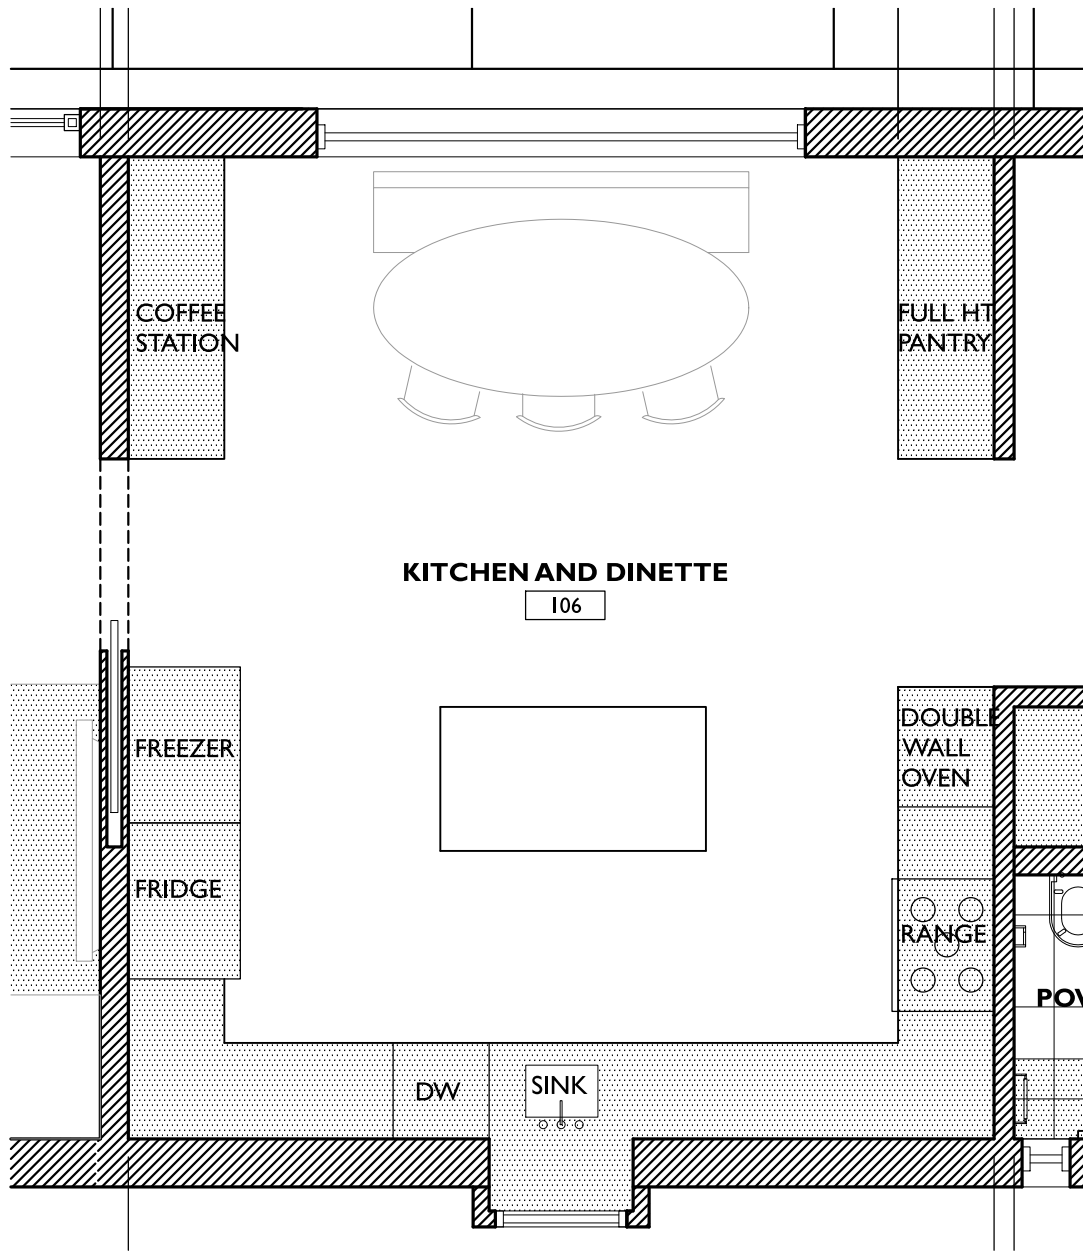 COFFEE
STATION
FULL HT.
PANTRY
KITCHEN AND DINETTE
106
FREEZER
DOUBLE
WALL
OVEN
FRIDGE
RANGE
DW
SINK